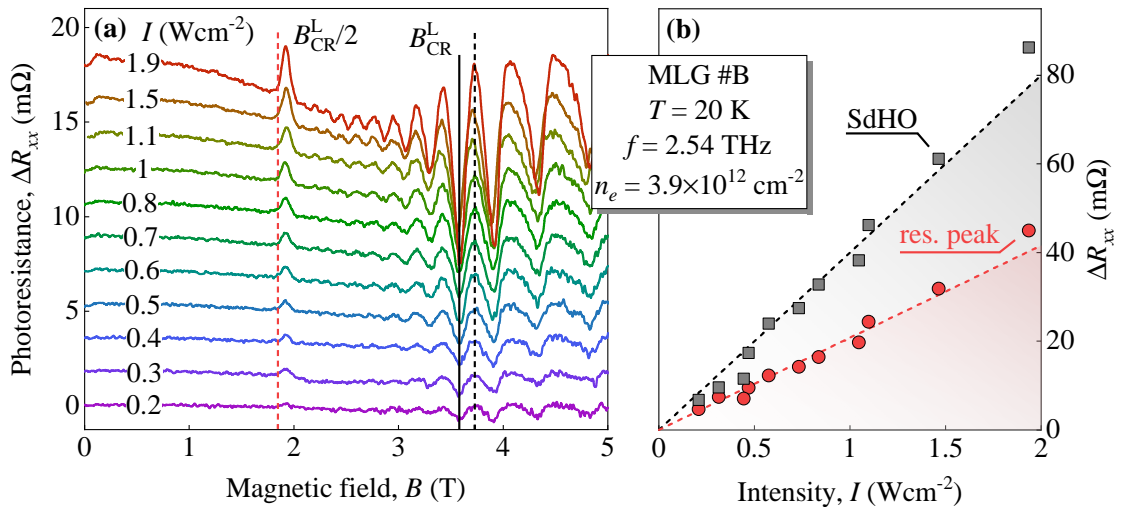 (a)
I (Wcm⁻²)
B^L_CR/2
B^L_CR
1.9
1.5
1.1
1
0.8
0.7
0.6
0.5
0.4
0.3
0.2
20
15
10
5
0
Photoresistance, ΔR_xx (mΩ)
0 1 2 3 4 5
Magnetic field, B (T)
MLG #B
T = 20 K
f = 2.54 THz
n_e = 3.9×10¹² cm⁻²
(b)
SdHO
res. peak
80
60
40
20
0
ΔR_xx (mΩ)
0 0.5 1 1.5 2
Intensity, I (Wcm⁻²)